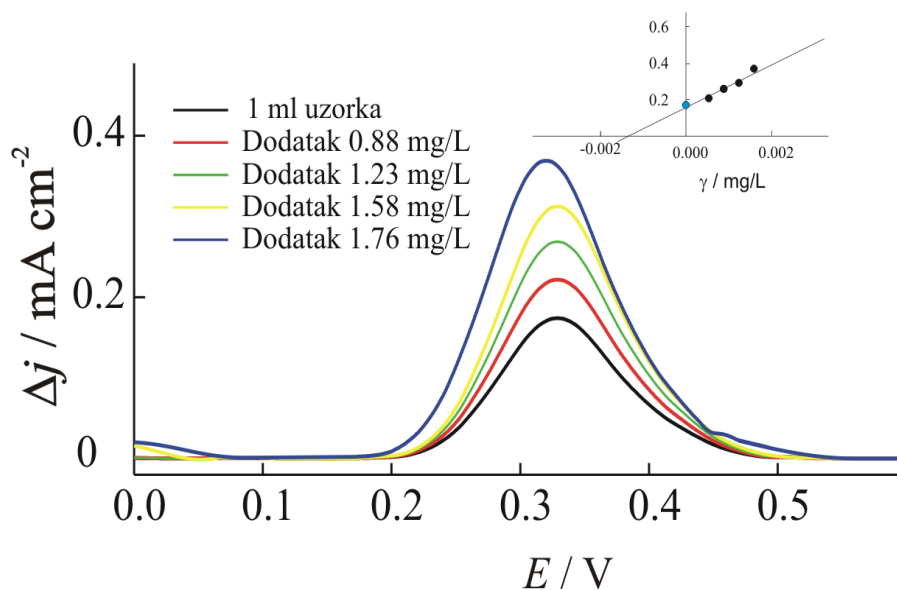 0.6
0.4
0.2
-0.002 0.000 0.002
γ / mg/L
1 ml uzorka
Dodatak 0.88 mg/L
Dodatak 1.23 mg/L
Dodatak 1.58 mg/L
Dodatak 1.76 mg/L
Δj / mA cm⁻²
0.4
0.2
0
0.0 0.1 0.2 0.3 0.4 0.5
E / V